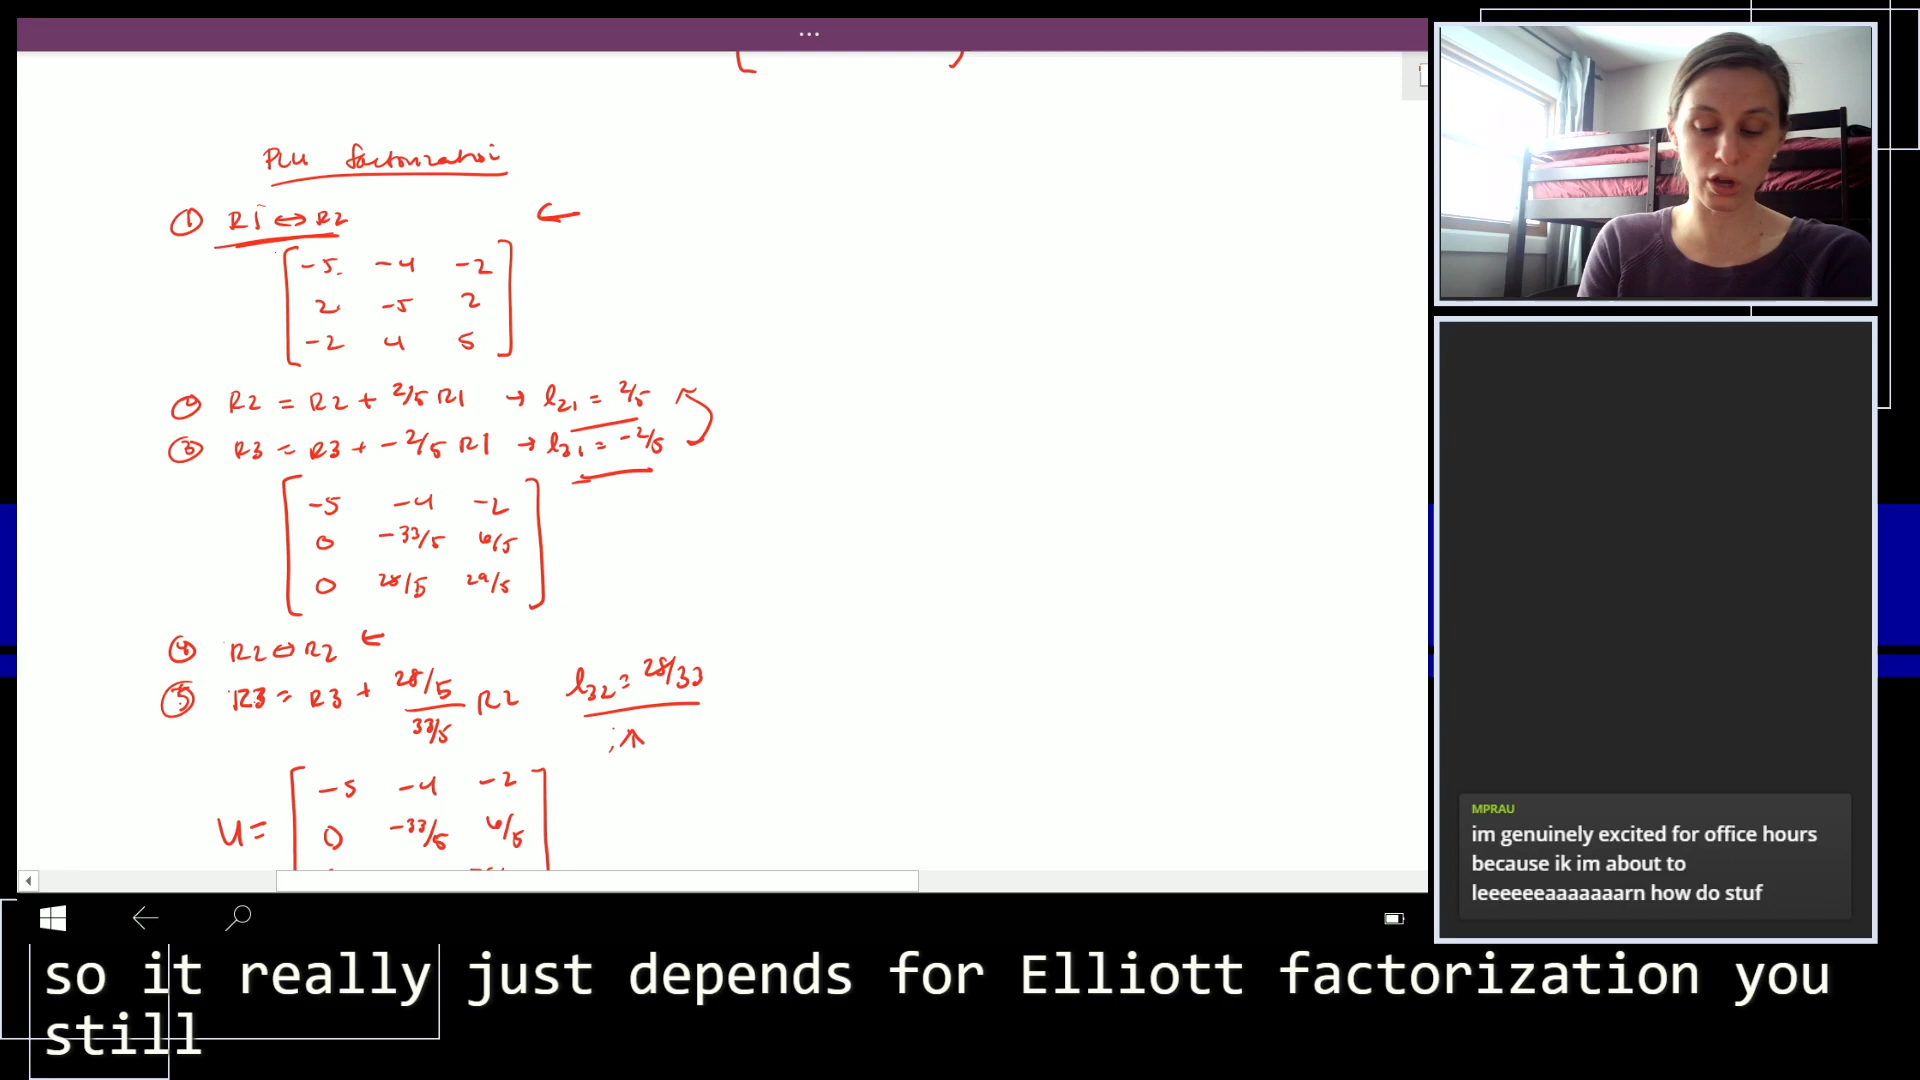 ...
PLU factorization
① R1 ↔ R2 ←
-5 -4 -2
2 -5 2
-2 4 5
② R2 = R2 + 2/5 R1 → l21 = 2/5
③ R3 = R3 + -2/5 R1 → l31 = -2/5
-5 -4 -2
0 -33/5 6/5
0 28/5 29/5
④ R2 ↔ R2 ←
⑤ R3 = R3 + 28/5 / 33/5 R2 l32 = 28/33
U = -5 -4 -2
0 -33/5 6/5
MPRAU
im genuinely excited for office hours
because ik im about to
leeeeeeaaaaaaarn how do stuf
so it really just depends for Elliott factorization you
still